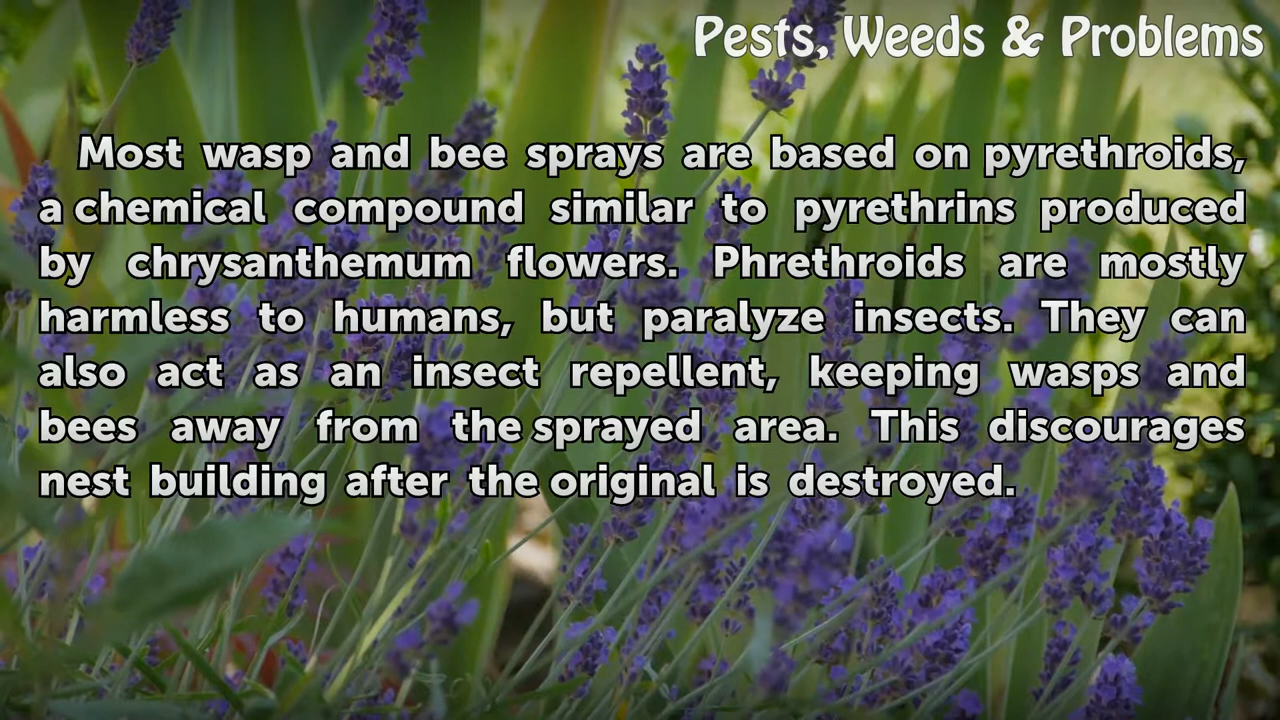 Pests, Weeds & Problems
Most wasp and bee sprays are based on pyrethroids,
a chemical compound similar to pyrethrins produced
by chrysanthemum flowers. Phrethroids are mostly
harmless to humans, but paralyze insects. They can
also act as an insect repellent, keeping wasps and
bees away from the sprayed area. This discourages
nest building after the original is destroyed.